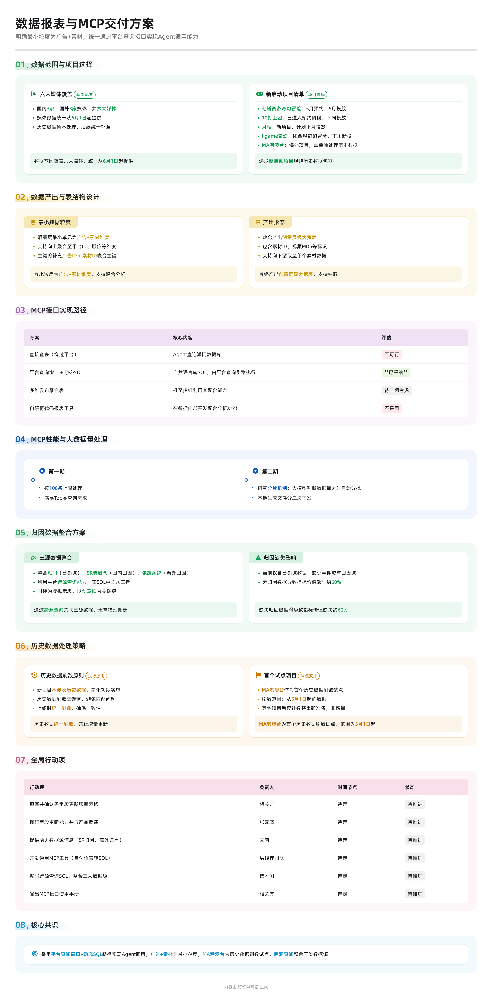 数据报表与MCP交付方案
明确最小粒度为广告+素材，统一通过平台查询接口实现Agent调用能力
01. 数据范围与项目选择
六大媒体覆盖 基础配置
国内3家、国外3家媒体，共六大媒体
媒体数据统一从6月1日起提供
历史数据暂不处理，后续统一补全
数据范围覆盖六大媒体，统一从6月1日起提供
新启动项目清单 项目选择
七塔西游奇幻冒险：5月预约，6月投放
10打工团：已进入预约阶段，下周投放
月相：新项目，计划下月投放
I game奇幻：即西游奇幻冒险，下周新投
MA港澳台：海外项目，需单独处理历史数据
选取新启动项目规避历史数据包袱
02. 数据产出与表结构设计
最小数据粒度
明细层最小单元为广告+素材维度
支持向上聚合至平台ID、版位等维度
主键将补充广告ID + 素材ID联合主键
最小粒度为广告+素材维度，支持聚合分析
产出形态
数仓产出创意层级大宽表
包含素材ID、视频MD5等标识
支持向下钻取至单个素材数据
最终产出创意层级大宽表，支持钻取
03. MCP接口实现路径
方案 核心内容 评估
直接查表（绕过平台） Agent直连派门数据库 不可行
平台查询窗口 + 动态SQL 自然语言转SQL，由平台查询引擎执行 **已采纳**
多维发布聚合表 推至多维利用其聚合能力 待二期考虑
自研低代码报表工具 在智投内部开发聚合分析功能 不采用
04. MCP性能与大数据量处理
第一期
按100条上限处理
满足Top类查询需求
第二期
研究分片机制：大模型判断数据量大时自动分批
本地生成文件分三次下发
05. 归因数据整合方案
三源数据整合
整合派门（营销域）、SR老数仓（国内归因）、张跳系统（海外归因）
利用平台跨源查询能力，在SQL中关联三者
封装为虚拟宽表，以创意ID为关联键
通过跨源查询关联三源数据，无需物理搬迁
归因缺失影响
当前仅含营销域数据，缺少事件域与归因域
无归因数据导致指标价值缺失约60%
缺失归因数据将导致指标价值缺失约60%
06. 历史数据处理策略
历史数据刷数原则 执行原则
新项目不涉及历史数据，简化初期实施
历史数据刷数需谨慎，避免匹配问题
上线时统一刷数，确保一致性
历史数据统一刷数，禁止增量更新
首个试点项目 试点安排
MA港澳台作为首个历史数据刷数试点
刷数范围：从5月1日起的数据
其他项目后续补数将重新准备，非增量
MA港澳台为首个历史数据刷数试点，范围为5月1日起
07. 全局行动项
行动项 负责人 时间节点 状态
填写并确认各字段更新频率表格 相关方 待定 待推进
调研字段更新能力并与产品反馈 张云杰 待定 待推进
提供两大数据源信息（SR归因、海外归因） 文南 待定 待推进
开发通用MCP工具（自然语言转SQL） 洪经理团队 待定 待推进
编写跨源查询SQL，整合三大数据源 技术侧 待定 待推进
输出MCP接口使用手册 相关方 待定 待推进
08. 核心共识
采用平台查询窗口+动态SQL路径实现Agent调用，广告+素材为最小粒度，MA港澳台为历史数据刷数试点，跨源查询整合三类数据源
内容由 钉钉AI听记 生成